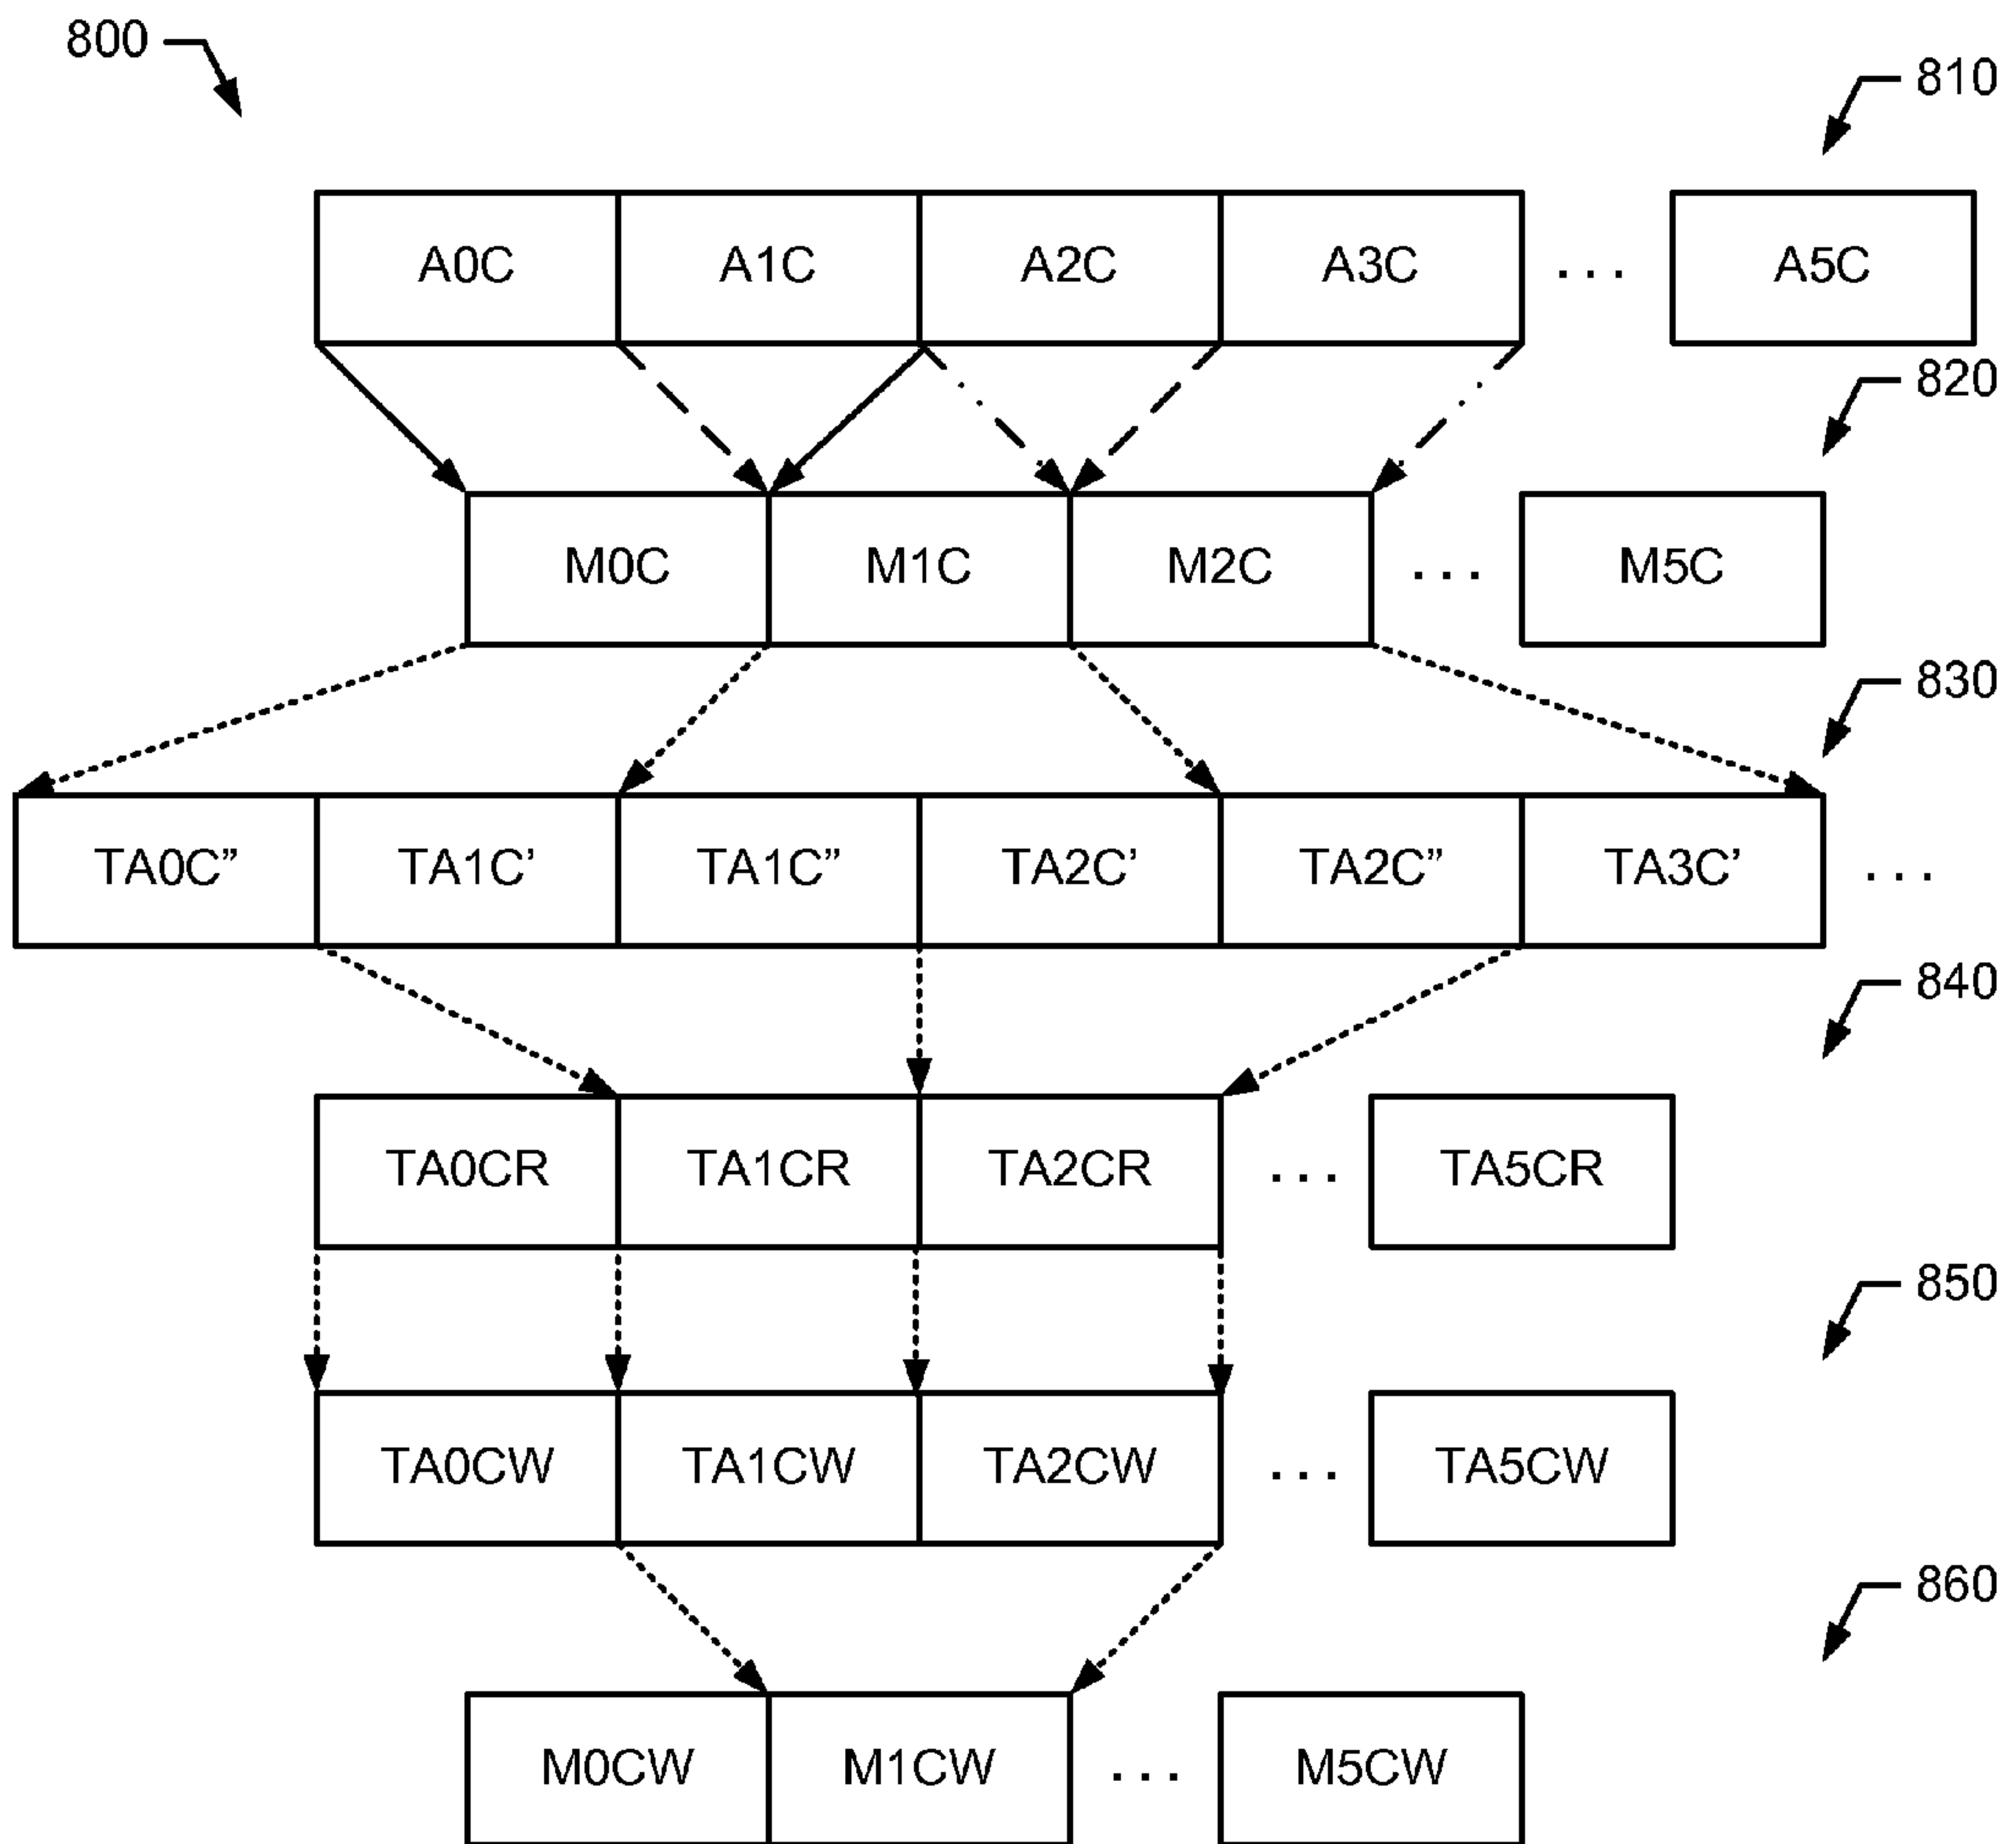 800
810
A0C A1C A2C A3C ... A5C
820
M0C M1C M2C ... M5C
830
TA0C” TA1C’ TA1C” TA2C’ TA2C” TA3C’ ...
840
TA0CR TA1CR TA2CR ... TA5CR
850
TA0CW TA1CW TA2CW ... TA5CW
860
M0CW M1CW ... M5CW